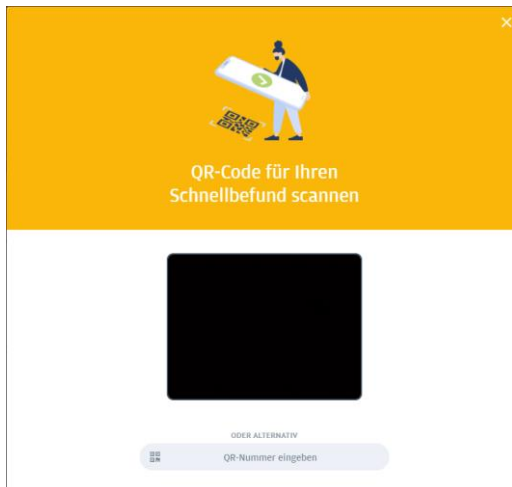 QR-Code für Ihren
Schnellbefund scannen
ODER ALTERNATIV
QR-Nummer eingeben